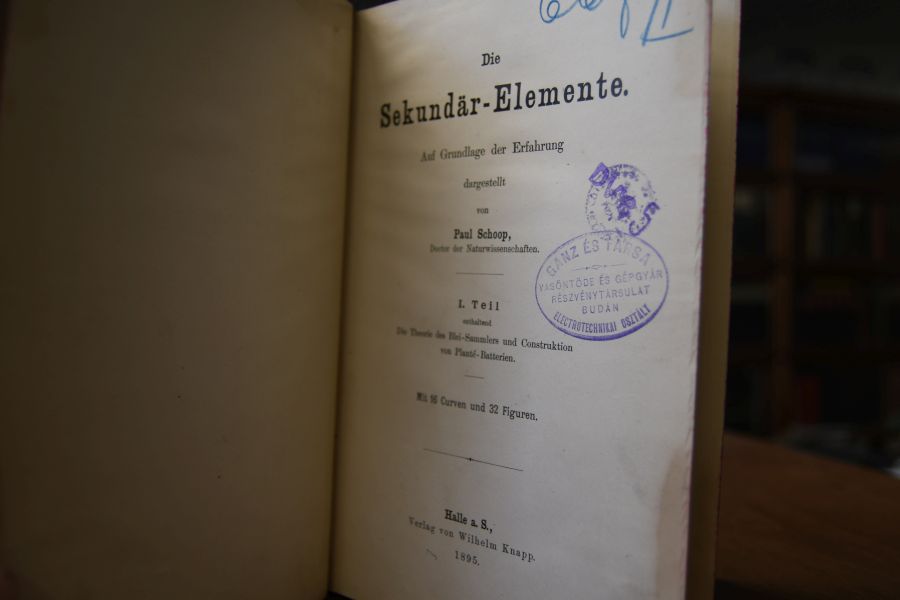 Die
Sekundär-Elemente.
Auf Grundlage der Erfahrung
dargestellt
von
Paul Schoop,
Doctor der Naturwissenschaften.
I. Teil
enthaltend
Die Theorie des Blei-Sammlers und Construktion
von Planté-Batterien.
Mit 16 Curven und 32 Figuren.
Halle a. S.,
Verlag von Wilhelm Knapp.
1895.
GANZ ÉS TÁRSA
VASÖNTÖDE ÉS GÉPGYÁR
RÉSZVÉNYTÁRSULAT
BUDÁN
ELECTROTECHNIKAI OSZTÁLY